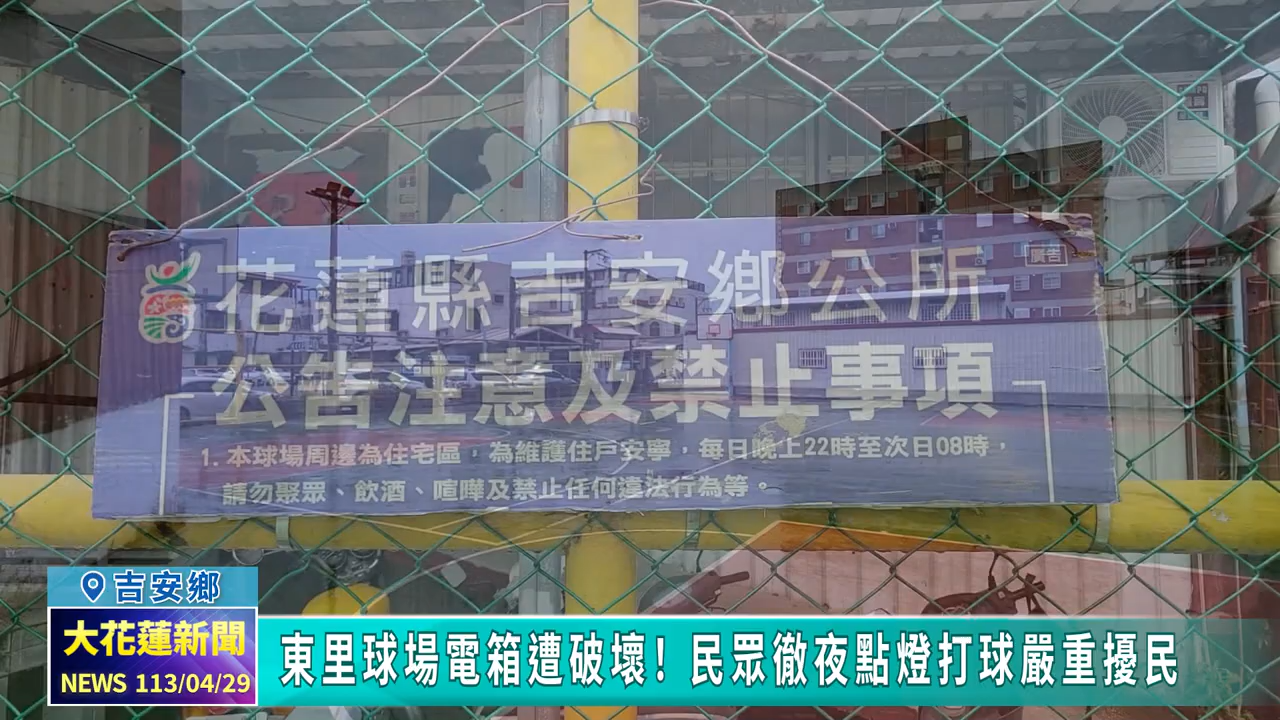 花蓮縣吉安鄉公所
廣告
公告注意及禁止事項
1. 本球場周邊為住宅區，為維護住戶安寧，每日晚上22時至次日08時，
請勿聚眾、飲酒、喧嘩及禁止任何違法行為等。
吉安鄉
大花蓮新聞
NEWS 113/04/29
東里球場電箱遭破壞! 民眾徹夜點燈打球嚴重擾民